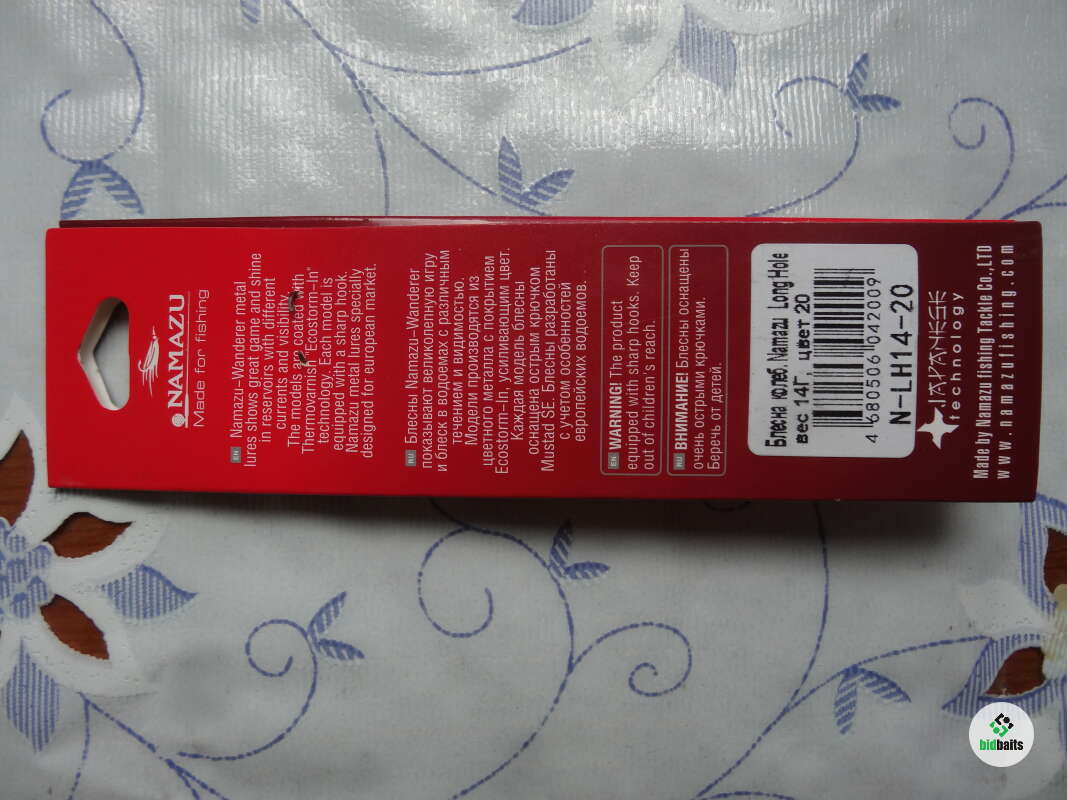 NAMAZU
Made for fishing
EN Namazu–Wanderer metal
lures shows great game and shine
in reservoirs with different
currents and visibility.
The models are coated with
Thermovarnish "Ecostorm–In"
technology. Each model is
equipped with a sharp hook.
Namazu metal lures specially
designed for european market.
RU Блесны Namazu–Wanderer
показывают великолепную игру
и блеск в водоемах с различным
течением и видимостью.
Модели производятся из
цветного металла с покрытием
Ecostorm–In, усиливающим цвет.
Каждая модель блесны
оснащена острым крючком
Mustad SE. Блесны разработаны
с учетом особенностей
европейских водоемов.
EN WARNING! The product
equipped with sharp hooks. Keep
out of children's reach.
RU ВНИМАНИЕ! Блесны оснащены
очень острыми крючками.
Беречь от детей.
Блесна колеб. Namazu Long Hole
вес 14Г, цвет 20
4 680506 042009
N-LH14-20
JAPANESE
technology
Made by Namazu fishing Tackle Co.,LTD
www.namazufishing.com
bidbaits